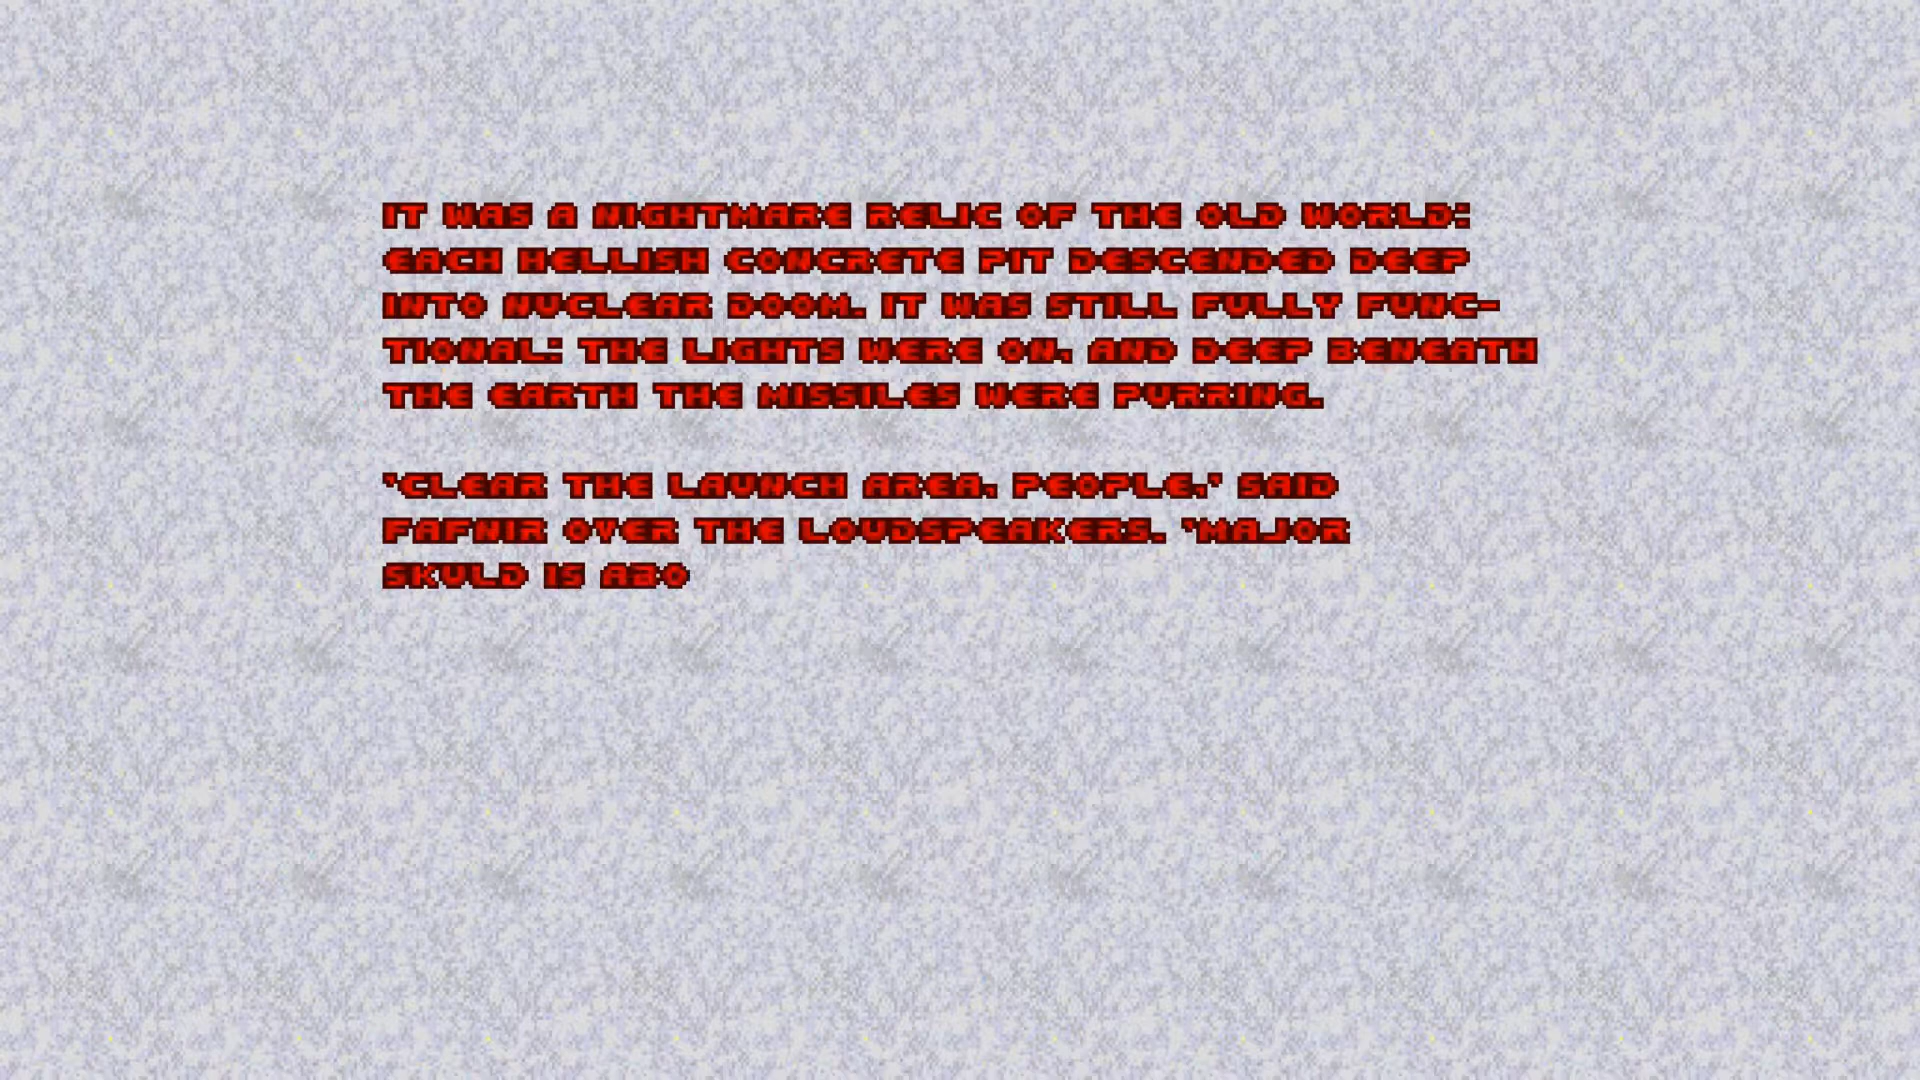 IT WAS A NIGHTMARE RELIC OF THE OLD WORLD:
EACH HELLISH CONCRETE PIT DESCENDED DEEP
INTO NUCLEAR DOOM. IT WAS STILL FULLY FUNC-
TIONAL: THE LIGHTS WERE ON, AND DEEP BENEATH
THE EARTH THE MISSILES WERE PURRING.
'CLEAR THE LAUNCH AREA, PEOPLE,' SAID
FAFNIR OVER THE LOUDSPEAKERS. 'MAJOR
SKULD IS ABO